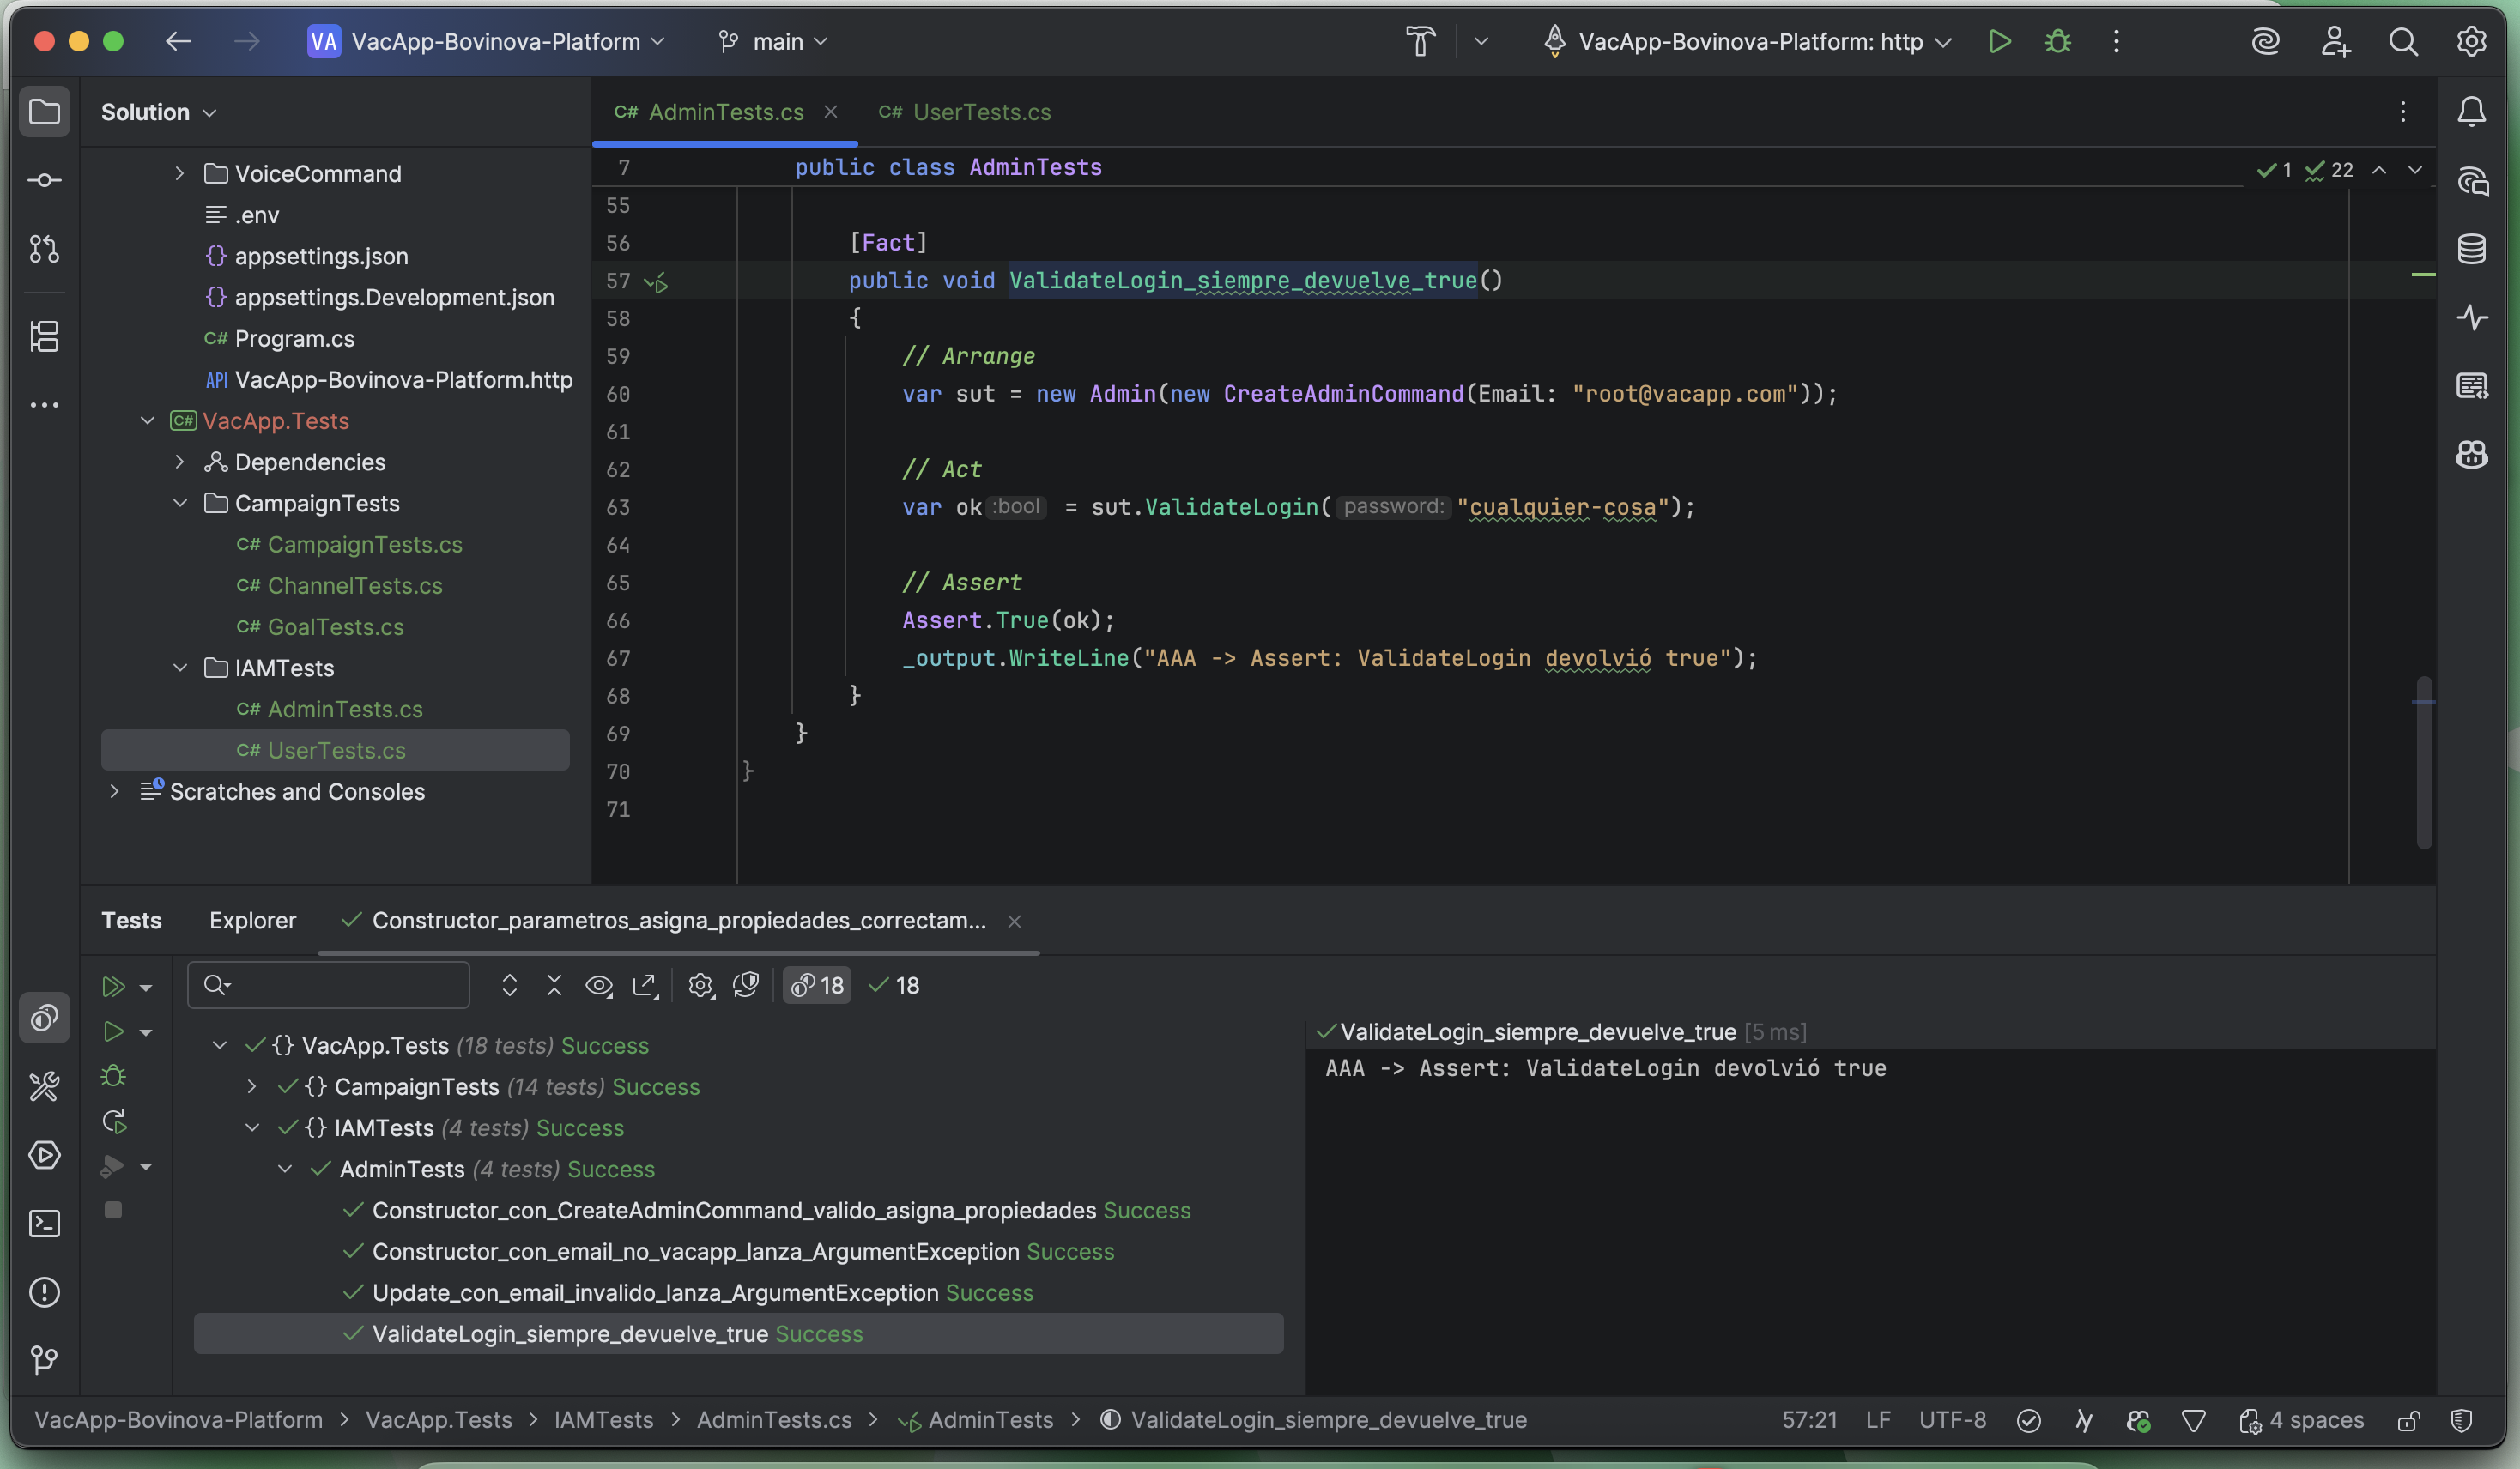 VA VacApp-Bovinova-Platform main VacApp-Bovinova-Platform: http
Solution
VoiceCommand
.env
{} appsettings.json
{} appsettings.Development.json
C# Program.cs
API VacApp-Bovinova-Platform.http
C# VacApp.Tests
Dependencies
CampaignTests
C# CampaignTests.cs
C# ChannelTests.cs
C# GoalTests.cs
IAMTests
C# AdminTests.cs
C# UserTests.cs
Scratches and Consoles
C# AdminTests.cs C# UserTests.cs
7 public class AdminTests 1 22
55
56 [Fact]
57 public void ValidateLogin_siempre_devuelve_true()
58 {
59 // Arrange
60 var sut = new Admin(new CreateAdminCommand(Email: "root@vacapp.com"));
61
62 // Act
63 var ok :bool = sut.ValidateLogin( password: "cualquier-cosa");
64
65 // Assert
66 Assert.True(ok);
67 _output.WriteLine("AAA -> Assert: ValidateLogin devolvió true");
68 }
69 }
70 }
71
Tests Explorer Constructor_parametros_asigna_propiedades_correctam...
18 18
{} VacApp.Tests (18 tests) Success
{} CampaignTests (14 tests) Success
{} IAMTests (4 tests) Success
AdminTests (4 tests) Success
Constructor_con_CreateAdminCommand_valido_asigna_propiedades Success
Constructor_con_email_no_vacapp_lanza_ArgumentException Success
Update_con_email_invalido_lanza_ArgumentException Success
ValidateLogin_siempre_devuelve_true Success
ValidateLogin_siempre_devuelve_true [5 ms]
AAA -> Assert: ValidateLogin devolvió true
VacApp-Bovinova-Platform > VacApp.Tests > IAMTests > AdminTests.cs > AdminTests > ValidateLogin_siempre_devuelve_true 57:21 LF UTF-8 4 spaces